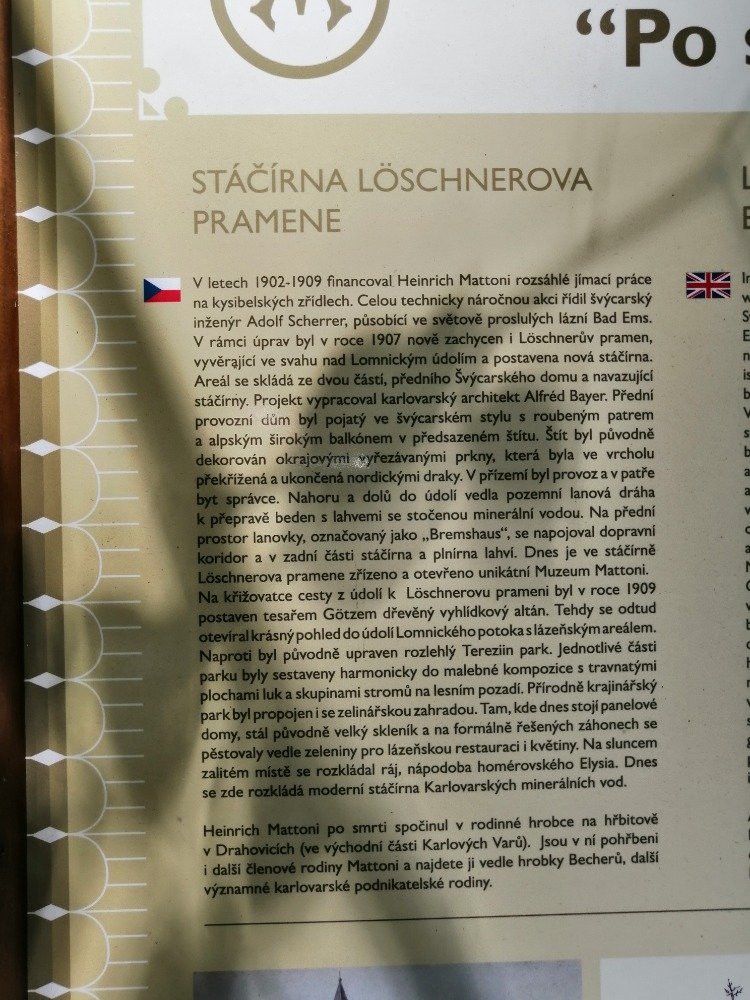 “Po
STÁČÍRNA LÖSCHNEROVA
PRAMENE
V letech 1902-1909 financoval Heinrich Mattoni rozsáhlé jímací práce
na kysibelských zřídlech. Celou technicky náročnou akci řídil švýcarský
inženýr Adolf Scherrer, působící ve světově proslulých lázní Bad Ems.
V rámci úprav byl v roce 1907 nově zachycen i Löschnerův pramen,
vyvěrající ve svahu nad Lomnickým údolím a postavena nová stáčírna.
Areál se skládá ze dvou částí, předního Švýcarského domu a navazující
stáčírny. Projekt vypracoval karlovarský architekt Alfréd Bayer. Přední
provozní dům byl pojatý ve švýcarském stylu s roubeným patrem
a alpským širokým balkónem v předsazeném štítu. Štít byl původně
dekorován okrajovými vyřezávanými prkny, která byla ve vrcholu
překřížená a ukončená nordickými draky. V přízemí byl provoz a v patře
byt správce. Nahoru a dolů do údolí vedla pozemní lanová dráha
k přepravě beden s lahvemi se stočenou minerální vodou. Na přední
prostor lanovky, označovaný jako „Bremshaus“, se napojoval dopravní
koridor a v zadní části stáčírna a plnírna lahví. Dnes je ve stáčírně
Löschnerova pramene zřízeno a otevřeno unikátní Muzeum Mattoni.
Na křižovatce cesty z údolí k Löschnerovu prameni byl v roce 1909
postaven tesařem Götzem dřevěný vyhlídkový altán. Tehdy se odtud
otevíral krásný pohled do údolí Lomnického potoka s lázeňským areálem.
Naproti byl původně upraven rozlehlý Tereziin park. Jednotlivé části
parku byly sestaveny harmonicky do malebné kompozice s travnatými
plochami luk a skupinami stromů na lesním pozadí. Přírodně krajinářský
park byl propojen i se zelinářskou zahradou. Tam, kde dnes stojí panelové
domy, stál původně velký skleník a na formálně řešených záhonech se
pěstovaly vedle zeleniny pro lázeňskou restauraci i květiny. Na sluncem
zalitém místě se rozkládal ráj, nápodoba homérovského Elysia. Dnes
se zde rozkládá moderní stáčírna Karlovarských minerálních vod.
Heinrich Mattoni po smrti spočinul v rodinné hrobce na hřbitově
v Drahovicích (ve východní části Karlových Varů). Jsou v ní pohřbeni
i další členové rodiny Mattoni a najdete ji vedle hrobky Becherů, další
významné karlovarské podnikatelské rodiny.